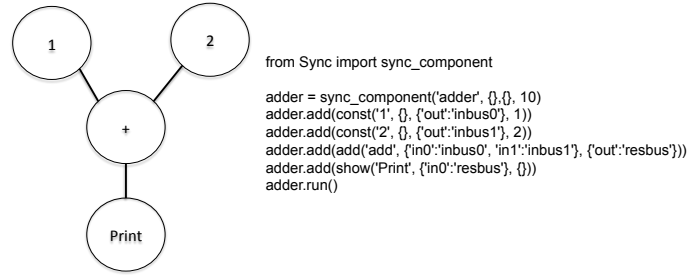 1
2
+
Print
from Sync import sync_component
adder = sync_component('adder', {},{}, 10)
adder.add(const('1', {}, {'out':'inbus0'}, 1))
adder.add(const('2', {}, {'out':'inbus1'}, 2))
adder.add(add('add', {'in0':'inbus0', 'in1':'inbus1'}, {'out':'resbus'}))
adder.add(show('Print', {'in0':'resbus'}, {}))
adder.run()